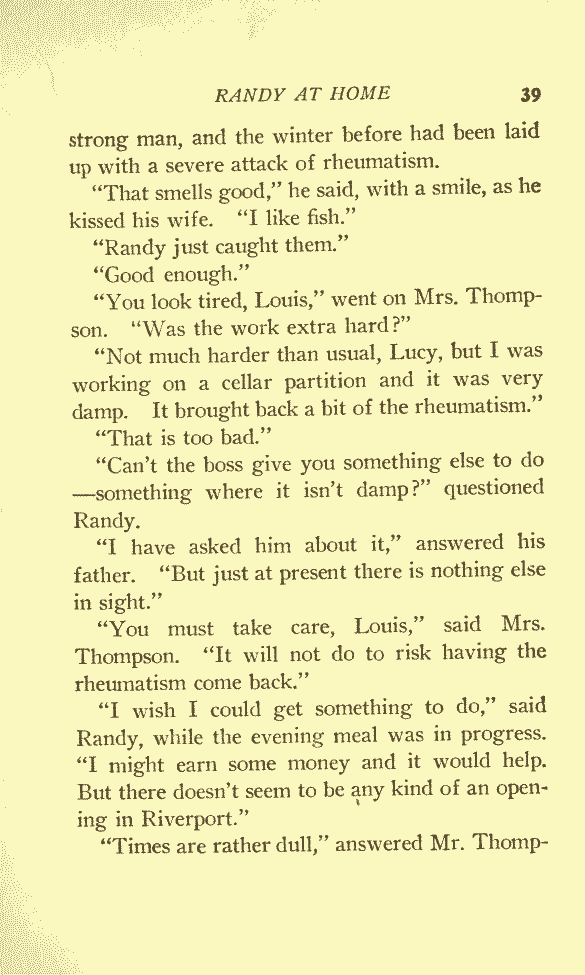 RANDY AT HOME 39
strong man, and the winter before had been laid
up with a severe attack of rheumatism.
“That smells good,” he said, with a smile, as he
kissed his wife. “I like fish.”
“Randy just caught them.”
“Good enough.”
“You look tired, Louis,” went on Mrs. Thomp-
son. “Was the work extra hard?”
“Not much harder than usual, Lucy, but I was
working on a cellar partition and it was very
damp. It brought back a bit of the rheumatism.”
“That is too bad.”
“Can’t the boss give you something else to do
—something where it isn’t damp?” questioned
Randy.
“I have asked him about it,” answered his
father. “But just at present there is nothing else
in sight.”
“You must take care, Louis,” said Mrs.
Thompson. “It will not do to risk having the
rheumatism come back.”
“I wish I could get something to do,” said
Randy, while the evening meal was in progress.
“I might earn some money and it would help.
But there doesn’t seem to be any kind of an open-
ing in Riverport.”
“Times are rather dull,” answered Mr. Thomp-